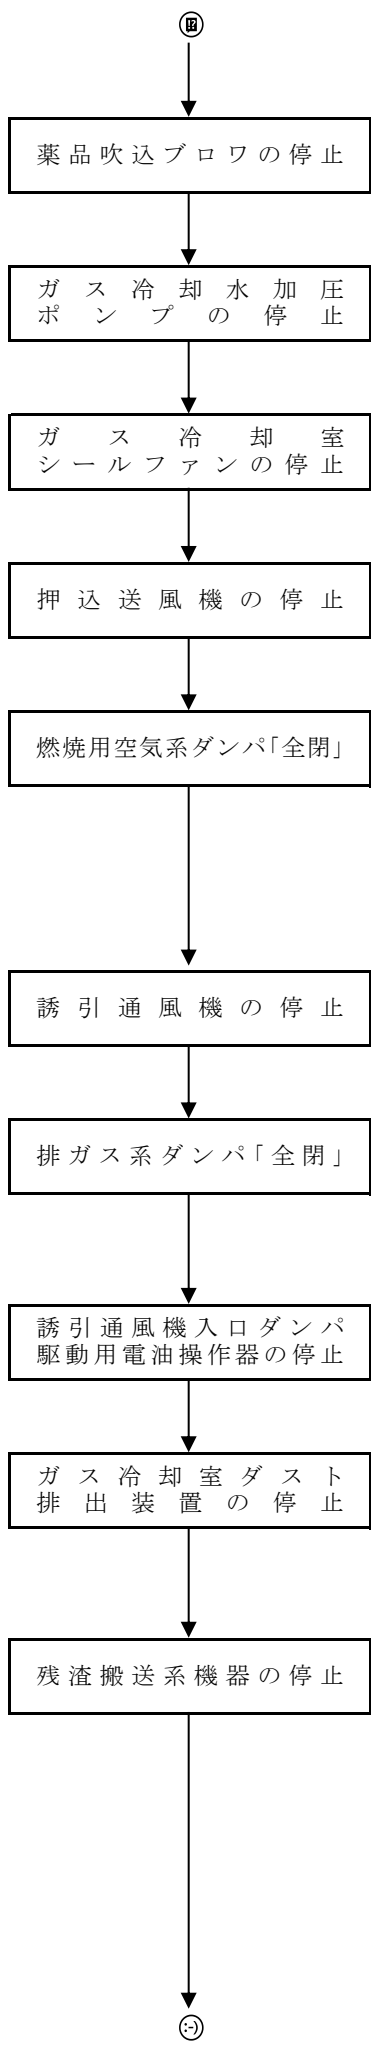 薬品吹込ブロワの停止
ガス冷却水加圧
ポンプの停止
ガス冷却室
シールファンの停止
押込送風機の停止
燃焼用空気系ダンパ「全閉」
誘引通風機の停止
排ガス系ダンパ「全閉」
誘引通風機入口ダンパ
駆動用電油操作器の停止
ガス冷却室ダスト
排出装置の停止
残渣搬送系機器の停止
:-)